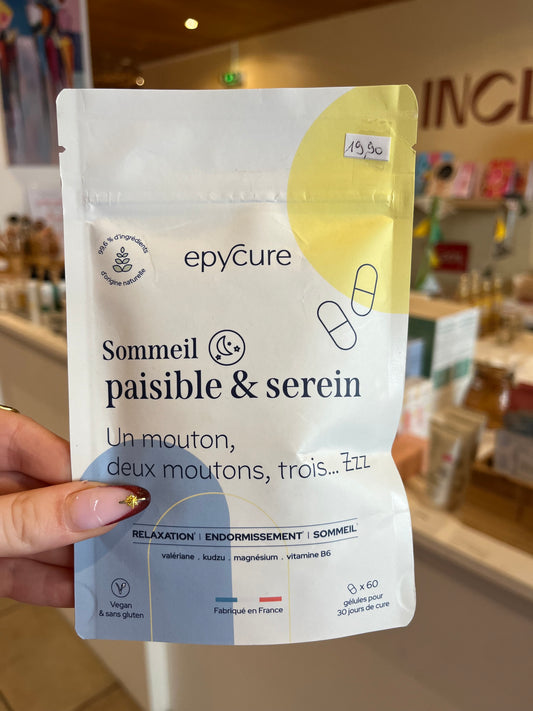 INCL
19,90
99,6 % d'ingrédients
d'origine naturelle
epycure
Sommeil
paisible & serein
Un mouton,
deux moutons, trois... Zzz
RELAXATION* | ENDORMISSEMENT* | SOMMEIL*
valériane . kudzu . magnésium . vitamine B6
Vegan
& sans gluten
Fabriqué en France
x 60
gélules pour
30 jours de cure